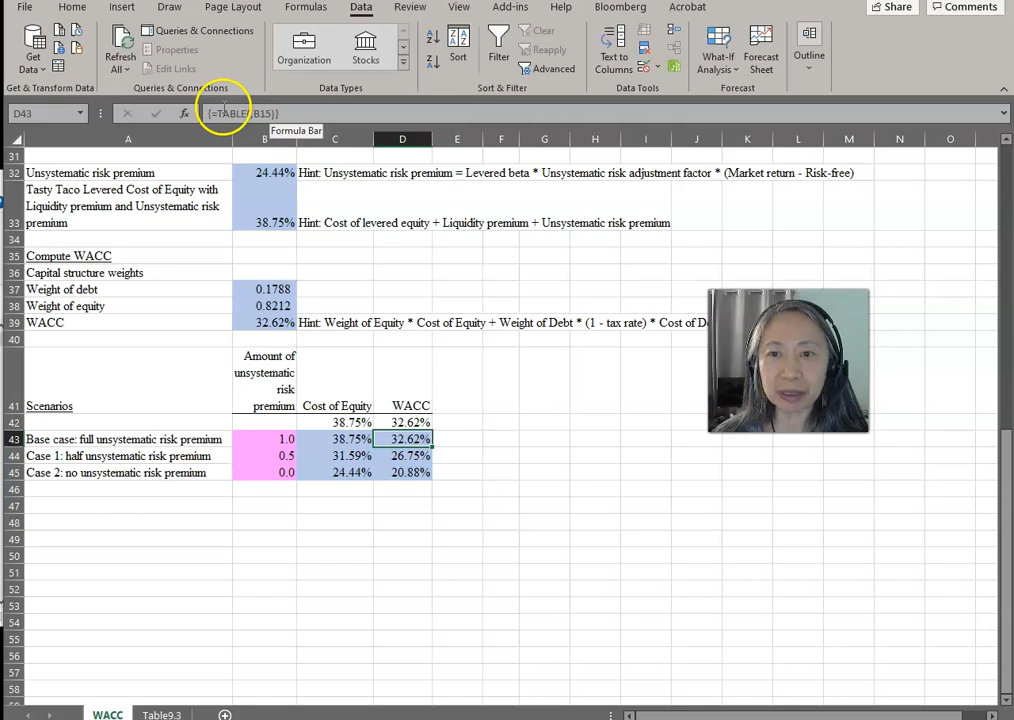 File Home Insert Draw Page Layout Formulas Data Review View Add-ins Help Bloomberg Acrobat Share Comments
Get Data
Refresh All
Queries & Connections
Properties
Edit Links
Organization Stocks
Sort
Filter
Clear
Reapply
Advanced
Text to Columns
What-If Analysis
Forecast Sheet
Outline
Get & Transform Data Queries & Connections Data Types Sort & Filter Data Tools Forecast
D43 fx {=TABLE(,B15)}
Formula Bar
A B C D E F G H I J K L M N O
31
32 Unsystematic risk premium 24.44% Hint: Unsystematic risk premium = Levered beta * Unsystematic risk adjustment factor * (Market return - Risk-free)
Tasty Taco Levered Cost of Equity with
Liquidity premium and Unsystematic risk
33 premium 38.75% Hint: Cost of levered equity + Liquidity premium + Unsystematic risk premium
34
35 Compute WACC
36 Capital structure weights
37 Weight of debt 0.1788
38 Weight of equity 0.8212
39 WACC 32.62% Hint: Weight of Equity * Cost of Equity + Weight of Debt * (1 - tax rate) * Cost of D
40
Amount of
unsystematic
risk
41 Scenarios premium Cost of Equity WACC
42 38.75% 32.62%
43 Base case: full unsystematic risk premium 1.0 38.75% 32.62%
44 Case 1: half unsystematic risk premium 0.5 31.59% 26.75%
45 Case 2: no unsystematic risk premium 0.0 24.44% 20.88%
46
47
48
49
50
51
52
53
54
55
56
57
58
WACC Table9.3